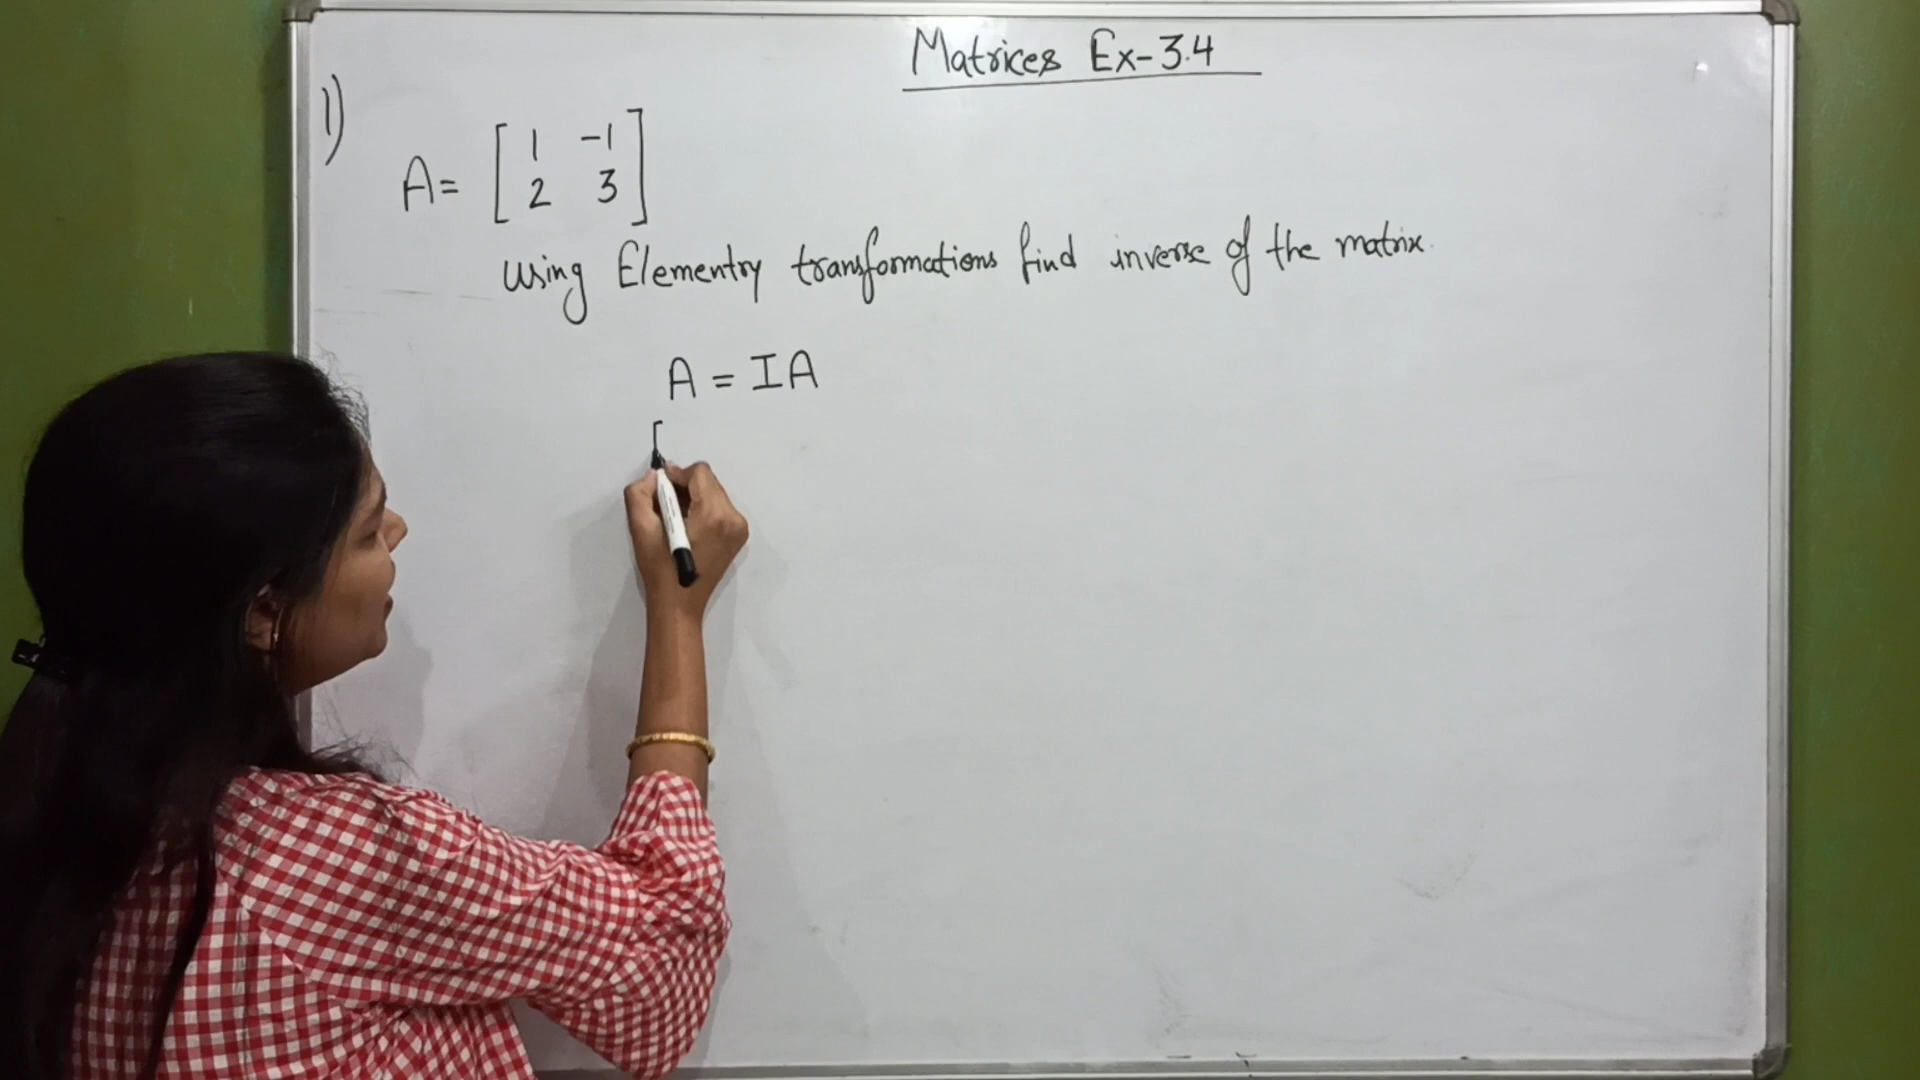 Matrices Ex-3.4
1)
A= [ 1 -1
2 3 ]
using Elementry transformations find inverse of the matrix.
A = IA
[